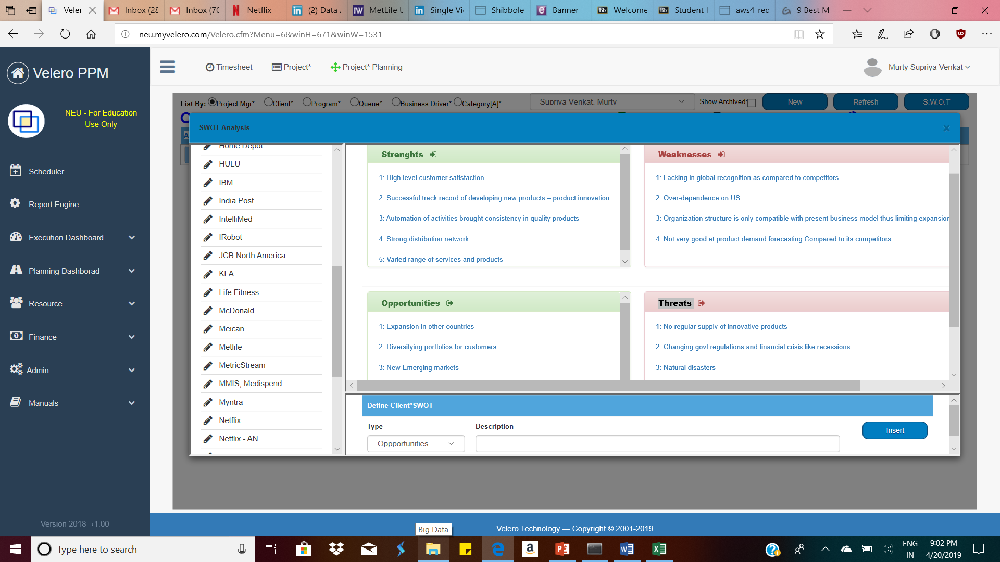 Veler
Inbox (28
Inbox (70
Netflix
(2) Data A
MetLife U
Single Vi
Shibbole
Banner
Welcome
Student
aws4_rec
9 Best M
neu.myvelero.com/Velero.cfm?Menu=6&winH=671&winW=1531
Velero PPM
Timesheet
Project*
Project* Planning
Murty Supriya Venkat
NEU - For Education
Use Only
List By: Project Mgr* Client* Program* Queue* Business Driver* Category[A]*
Supriya Venkat, Murty
Show Archived:
New
Refresh
S.W.O.T
SWOT Analysis
Scheduler
Report Engine
Execution Dashboard
Planning Dashborad
Resource
Finance
Admin
Manuals
Version 2018→1.00
Home Depot
HULU
IBM
India Post
IntelliMed
IRobot
JCB North America
KLA
Life Fitness
McDonald
Meican
Metlife
MetricStream
MMIS, Medispend
Myntra
Netflix
Netflix - AN
Strenghts
1: High level customer satisfaction
2: Successful track record of developing new products – product innovation.
3: Automation of activities brought consistency in quality products
4: Strong distribution network
5: Varied range of services and products
Weaknesses
1: Lacking in global recognition as compared to competitors
2: Over-dependence on US
3: Organization structure is only compatible with present business model thus limiting expansior
4: Not very good at product demand forecasting Compared to its competitors
Opportunities
1: Expansion in other countries
2: Diversifying portfolios for customers
3: New Emerging markets
Threats
1: No regular supply of innovative products
2: Changing govt regulations and financial crisis like recessions
3: Natural disasters
Define Client*SWOT
Type
Description
Oppportunities
Insert
Big Data
Velero Technology — Copyright © 2001-2019
Type here to search
ENG
IN
9:02 PM
4/20/2019